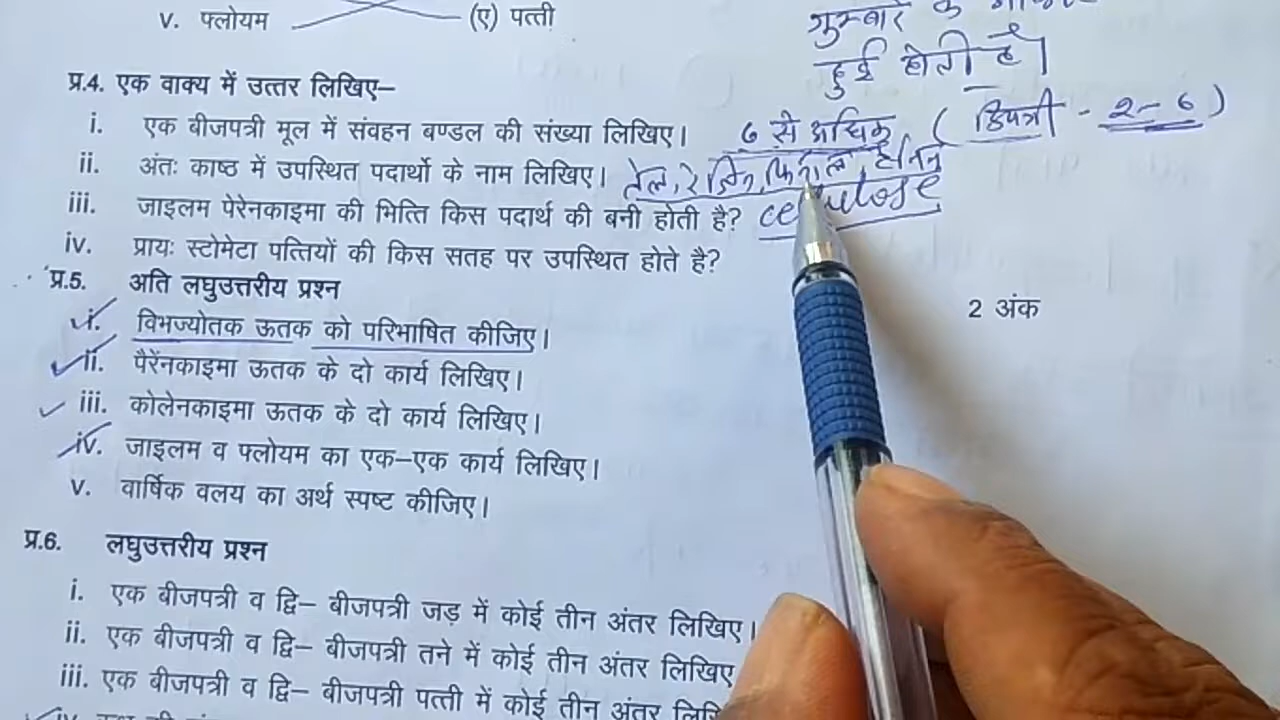 v. फ्लोयम (ए) पत्ती
गुब्बारे के
हुई होती है।
प्र.4. एक वाक्य में उत्तर लिखिए–
i. एक बीजपत्री मूल में संवहन बण्डल की संख्या लिखिए। 6 से अधिक, (द्विपत्री - 2-6)
ii. अंतः काष्ठ में उपस्थित पदार्थो के नाम लिखिए। तेल, रेजिन,
iii. जाइलम पेरेनकाइमा की भित्ति किस पदार्थ की बनी होती है? cellulose
iv. प्रायः स्टोमेटा पत्तियों की किस सतह पर उपस्थित होते है?
प्र.5. अति लघुउत्तरीय प्रश्न
2 अंक
i. विभज्योतक ऊतक को परिभाषित कीजिए।
ii. पैरेंनकाइमा ऊतक के दो कार्य लिखिए।
iii. कोलेनकाइमा ऊतक के दो कार्य लिखिए।
iv. जाइलम व फ्लोयम का एक–एक कार्य लिखिए।
v. वार्षिक वलय का अर्थ स्पष्ट कीजिए।
प्र.6. लघुउत्तरीय प्रश्न
i. एक बीजपत्री व द्वि– बीजपत्री जड़ में कोई तीन अंतर लिखिए।
ii. एक बीजपत्री व द्वि– बीजपत्री तने में कोई तीन अंतर लिखिए
iii. एक बीजपत्री व द्वि– बीजपत्री पत्ती में कोई तीन अंतर